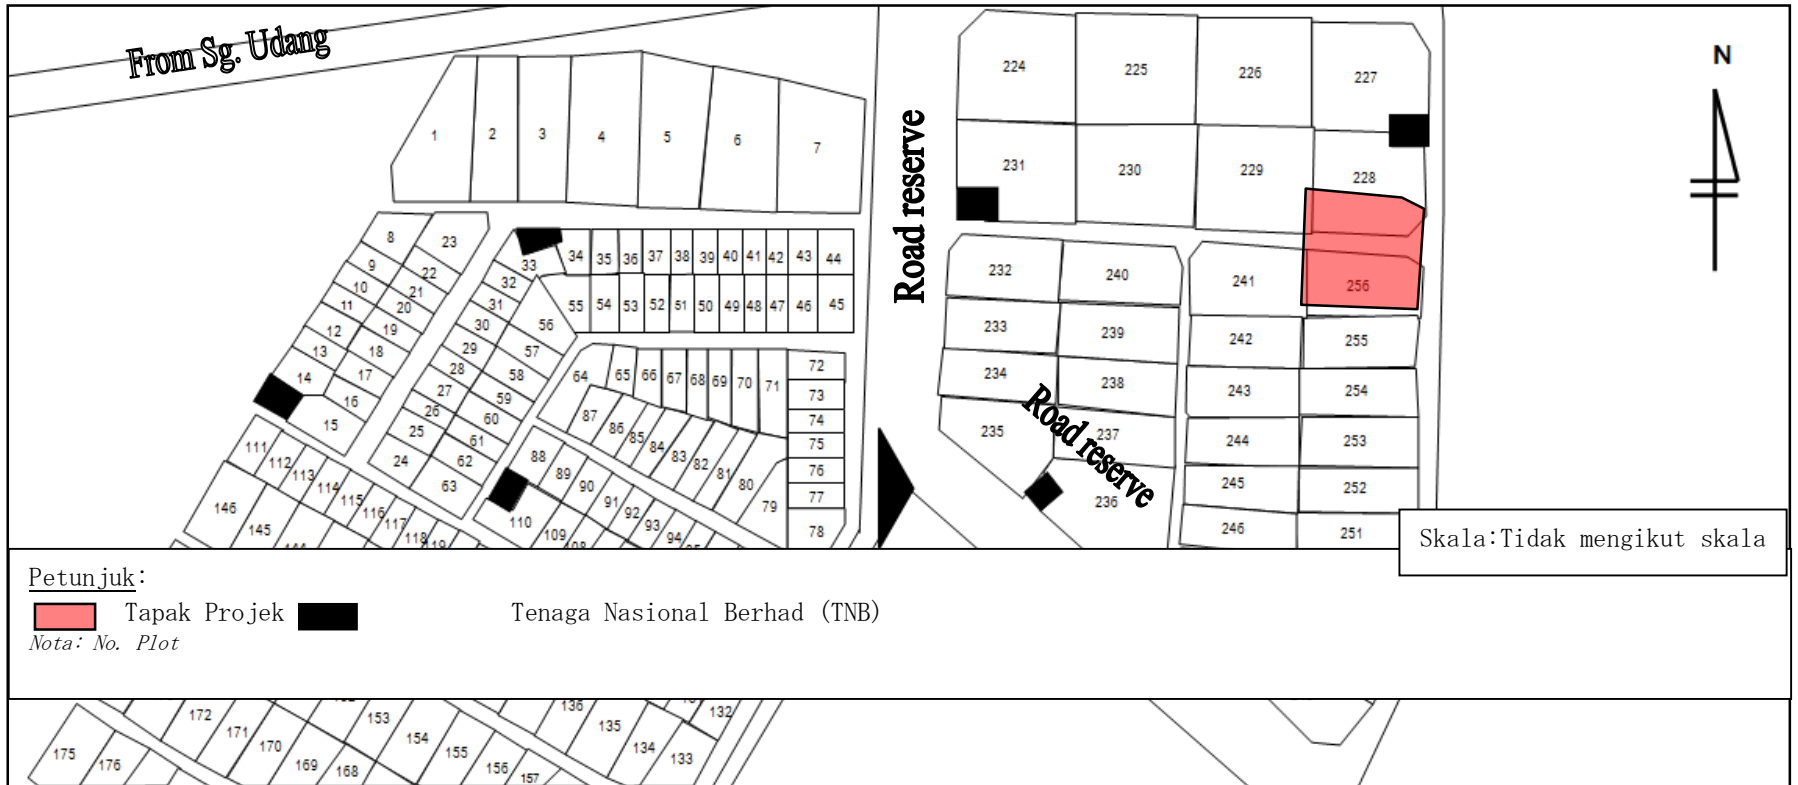 From Sg. Udang
N
Road reserve
Road reserve
1 2 3 4 5 6 7
224 225 226 227
231 230 229 228
8 23
9 22
10 21
11 20
12 19
13 18
14 17
16
15
33 34 35 36 37 38 39 40 41 42 43 44
32
31
30
29
28
27
26
25
24
55 54 53 52 51 50 49 48 47 46 45
56
57
58
59
60
61
62
63
64 65 66 67 68 69 70 71
72
73
74
75
76
77
78
87 86 85 84 83 82 81 80 79
88 89 90 91 92 93 94
110 109
111 112 113 114 115 116 117 118
146 145
232 240 241 256
233 239 242 255
234 238 243 254
235 237 244 253
236 245 252
246 251
Skala:Tidak mengikut skala
Petunjuk:
Tapak Projek
Tenaga Nasional Berhad (TNB)
Nota: No. Plot
172 171 170 169 168
153 154 155 156 157
136 135 134 133 132
175 176